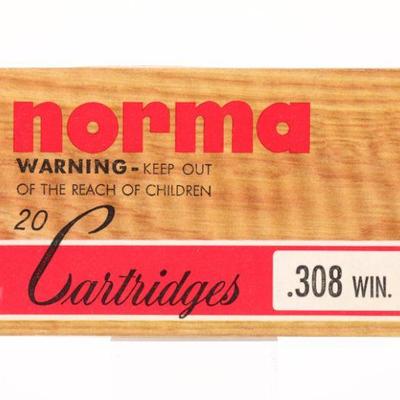 norma
WARNING-KEEP OUT
OF THE REACH OF CHILDREN
20
Cartridges
.308 WIN.